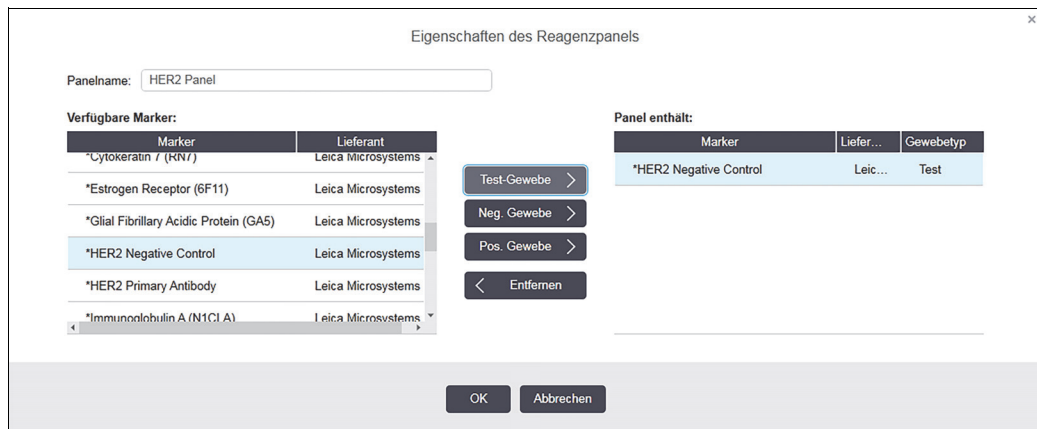 ×
Eigenschaften des Reagenzpanels
Panelname: HER2 Panel
Verfügbare Marker:
Marker Lieferant
*Cytokeratin 7 (RN7) Leica Microsystems
*Estrogen Receptor (6F11) Leica Microsystems
*Glial Fibrillary Acidic Protein (GA5) Leica Microsystems
*HER2 Negative Control Leica Microsystems
*HER2 Primary Antibody Leica Microsystems
*Immunoglobulin A (N1CLA) Leica Microsystems
Test-Gewebe >
Neg. Gewebe >
Pos. Gewebe >
< Entfernen
Panel enthält:
Marker Liefer... Gewebetyp
*HER2 Negative Control Leic... Test
OK Abbrechen